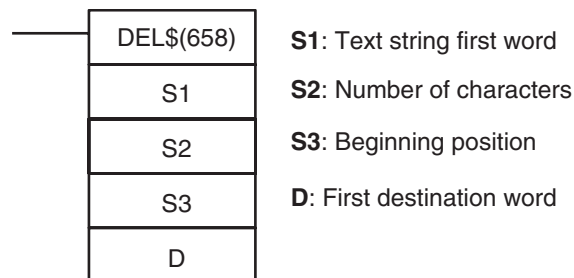 DEL$(658)
S1
S2
S3
D
S1: Text string first word
S2: Number of characters
S3: Beginning position
D: First destination word